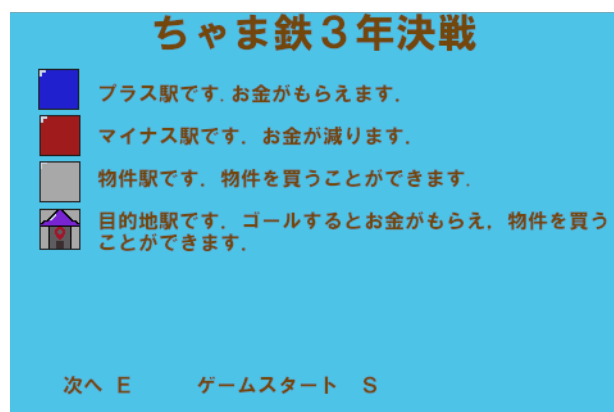 ちゃま鉄３年決戦
プラス駅です．お金がもらえます．
マイナス駅です．お金が減ります．
物件駅です．物件を買うことができます．
目的地駅です．ゴールするとお金がもらえ，物件を買う
ことができます．
次へ　E　　ゲームスタート　S